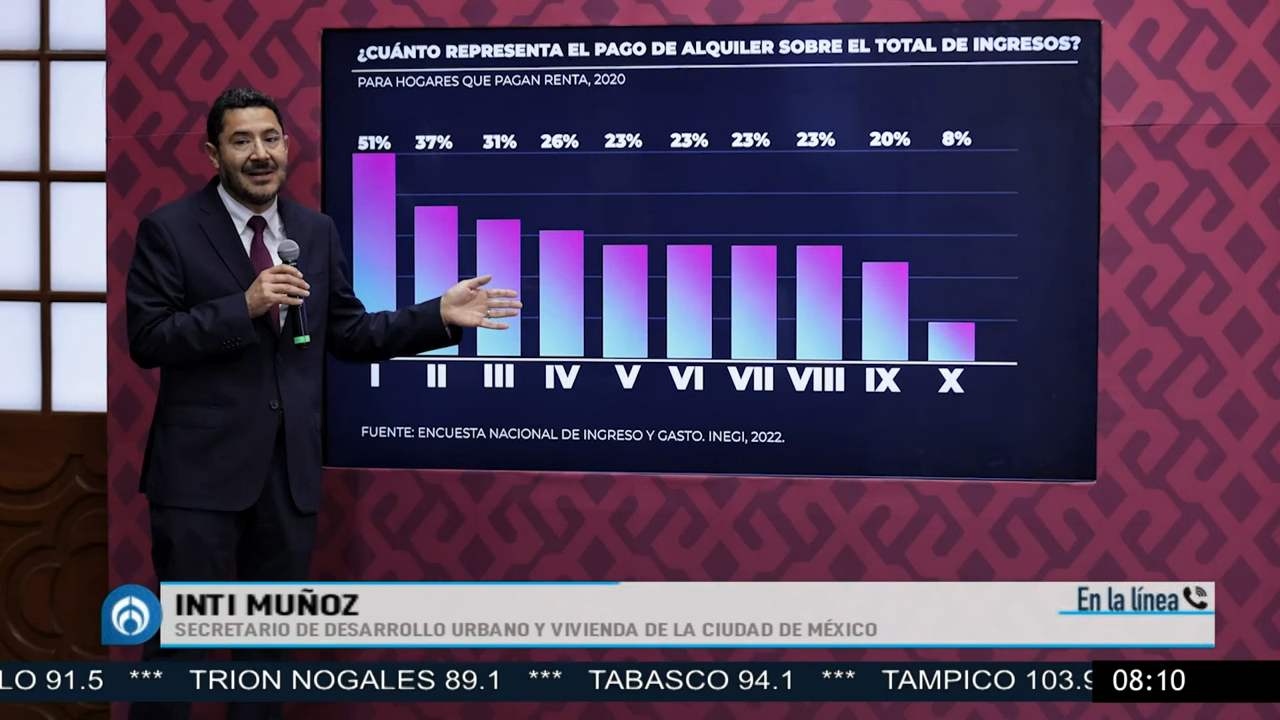 ¿CUÁNTO REPRESENTA EL PAGO DE ALQUILER SOBRE EL TOTAL DE INGRESOS?
PARA HOGARES QUE PAGAN RENTA, 2020
51% 37% 31% 26% 23% 23% 23% 23% 20% 8%
I II III IV V VI VII VIII IX X
FUENTE: ENCUESTA NACIONAL DE INGRESO Y GASTO. INEGI, 2022.
INTI MUÑOZ
En la línea
SECRETARIO DE DESARROLLO URBANO Y VIVIENDA DE LA CIUDAD DE MÉXICO
LO 91.5 *** TRION NOGALES 89.1 *** TABASCO 94.1 *** TAMPICO 103.9
08:10